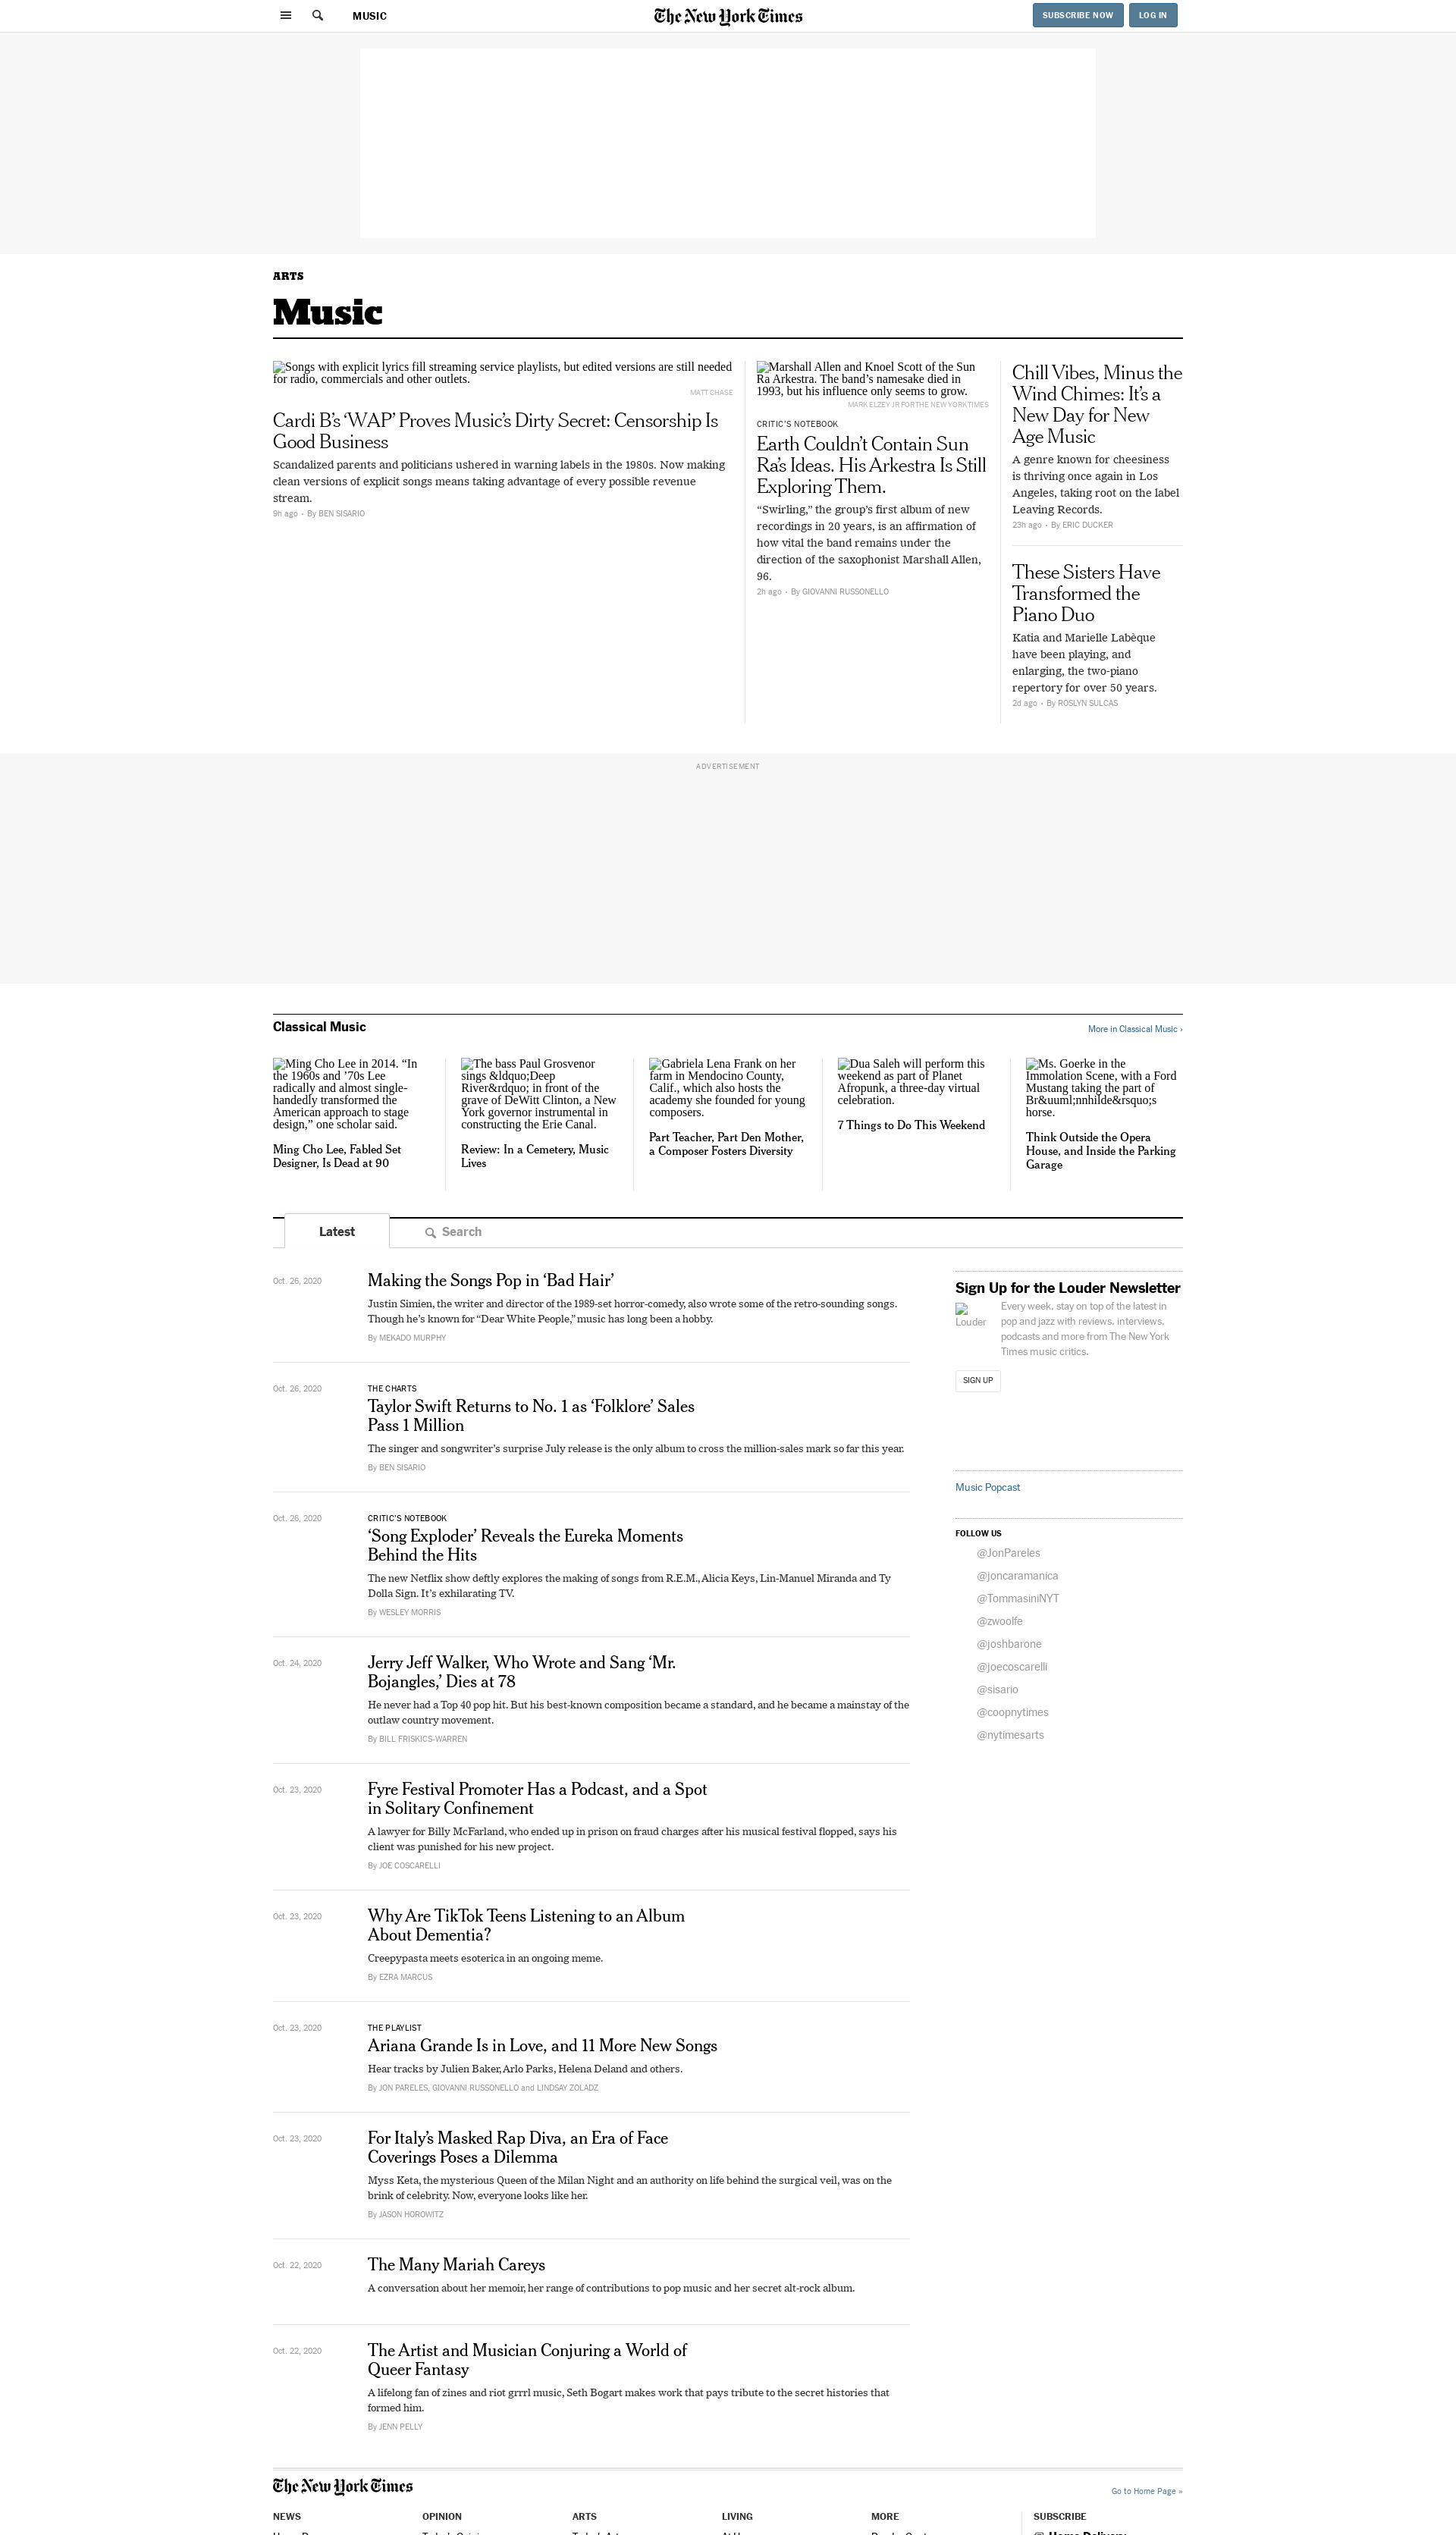 MUSIC
The New York Times
SUBSCRIBE NOW
LOG IN
ARTS
Music
Songs with explicit lyrics fill streaming service playlists, but edited versions are still needed
for radio, commercials and other outlets.
MATT CHASE
Cardi B’s ‘WAP’ Proves Music’s Dirty Secret: Censorship Is
Good Business
Scandalized parents and politicians ushered in warning labels in the 1980s. Now making
clean versions of explicit songs means taking advantage of every possible revenue
stream.
9h ago • By BEN SISARIO
Marshall Allen and Knoel Scott of the Sun
Ra Arkestra. The band’s namesake died in
1993, but his influence only seems to grow.
MARK ELZEY JR FOR THE NEW YORK TIMES
CRITIC’S NOTEBOOK
Earth Couldn’t Contain Sun
Ra’s Ideas. His Arkestra Is Still
Exploring Them.
“Swirling,” the group’s first album of new
recordings in 20 years, is an affirmation of
how vital the band remains under the
direction of the saxophonist Marshall Allen,
96.
2h ago • By GIOVANNI RUSSONELLO
Chill Vibes, Minus the
Wind Chimes: It’s a
New Day for New
Age Music
A genre known for cheesiness
is thriving once again in Los
Angeles, taking root on the label
Leaving Records.
23h ago • By ERIC DUCKER
These Sisters Have
Transformed the
Piano Duo
Katia and Marielle Labèque
have been playing, and
enlarging, the two-piano
repertory for over 50 years.
2d ago • By ROSLYN SULCAS
ADVERTISEMENT
Classical Music
More in Classical Music ›
Ming Cho Lee in 2014. “In
the 1960s and ’70s Lee
radically and almost single-
handedly transformed the
American approach to stage
design,” one scholar said.
Ming Cho Lee, Fabled Set
Designer, Is Dead at 90
The bass Paul Grosvenor
sings &ldquo;Deep
River&rdquo; in front of the
grave of DeWitt Clinton, a New
York governor instrumental in
constructing the Erie Canal.
Review: In a Cemetery, Music
Lives
Gabriela Lena Frank on her
farm in Mendocino County,
Calif., which also hosts the
academy she founded for young
composers.
Part Teacher, Part Den Mother,
a Composer Fosters Diversity
Dua Saleh will perform this
weekend as part of Planet
Afropunk, a three-day virtual
celebration.
7 Things to Do This Weekend
Ms. Goerke in the
Immolation Scene, with a Ford
Mustang taking the part of
Br&uuml;nnhilde&rsquo;s
horse.
Think Outside the Opera
House, and Inside the Parking
Garage
Latest
Search
Oct. 26, 2020
Making the Songs Pop in ‘Bad Hair’
Justin Simien, the writer and director of the 1989-set horror-comedy, also wrote some of the retro-sounding songs.
Though he’s known for “Dear White People,” music has long been a hobby.
By MEKADO MURPHY
Oct. 26, 2020
THE CHARTS
Taylor Swift Returns to No. 1 as ‘Folklore’ Sales
Pass 1 Million
The singer and songwriter’s surprise July release is the only album to cross the million-sales mark so far this year.
By BEN SISARIO
Oct. 26, 2020
CRITIC’S NOTEBOOK
‘Song Exploder’ Reveals the Eureka Moments
Behind the Hits
The new Netflix show deftly explores the making of songs from R.E.M., Alicia Keys, Lin-Manuel Miranda and Ty
Dolla Sign. It’s exhilarating TV.
By WESLEY MORRIS
Oct. 24, 2020
Jerry Jeff Walker, Who Wrote and Sang ‘Mr.
Bojangles,’ Dies at 78
He never had a Top 40 pop hit. But his best-known composition became a standard, and he became a mainstay of the
outlaw country movement.
By BILL FRISKICS-WARREN
Oct. 23, 2020
Fyre Festival Promoter Has a Podcast, and a Spot
in Solitary Confinement
A lawyer for Billy McFarland, who ended up in prison on fraud charges after his musical festival flopped, says his
client was punished for his new project.
By JOE COSCARELLI
Oct. 23, 2020
Why Are TikTok Teens Listening to an Album
About Dementia?
Creepypasta meets esoterica in an ongoing meme.
By EZRA MARCUS
Oct. 23, 2020
THE PLAYLIST
Ariana Grande Is in Love, and 11 More New Songs
Hear tracks by Julien Baker, Arlo Parks, Helena Deland and others.
By JON PARELES, GIOVANNI RUSSONELLO and LINDSAY ZOLADZ
Oct. 23, 2020
For Italy’s Masked Rap Diva, an Era of Face
Coverings Poses a Dilemma
Myss Keta, the mysterious Queen of the Milan Night and an authority on life behind the surgical veil, was on the
brink of celebrity. Now, everyone looks like her.
By JASON HOROWITZ
Oct. 22, 2020
The Many Mariah Careys
A conversation about her memoir, her range of contributions to pop music and her secret alt-rock album.
Oct. 22, 2020
The Artist and Musician Conjuring a World of
Queer Fantasy
A lifelong fan of zines and riot grrrl music, Seth Bogart makes work that pays tribute to the secret histories that
formed him.
By JENN PELLY
Sign Up for the Louder Newsletter
Louder
Every week, stay on top of the latest in
pop and jazz with reviews, interviews,
podcasts and more from The New York
Times music critics.
SIGN UP
Music Popcast
FOLLOW US
@JonPareles
@joncaramanica
@TommasiniNYT
@zwoolfe
@joshbarone
@joecoscarelli
@sisario
@coopnytimes
@nytimesarts
The New York Times
Go to Home Page »
NEWS
OPINION
ARTS
LIVING
MORE
SUBSCRIBE